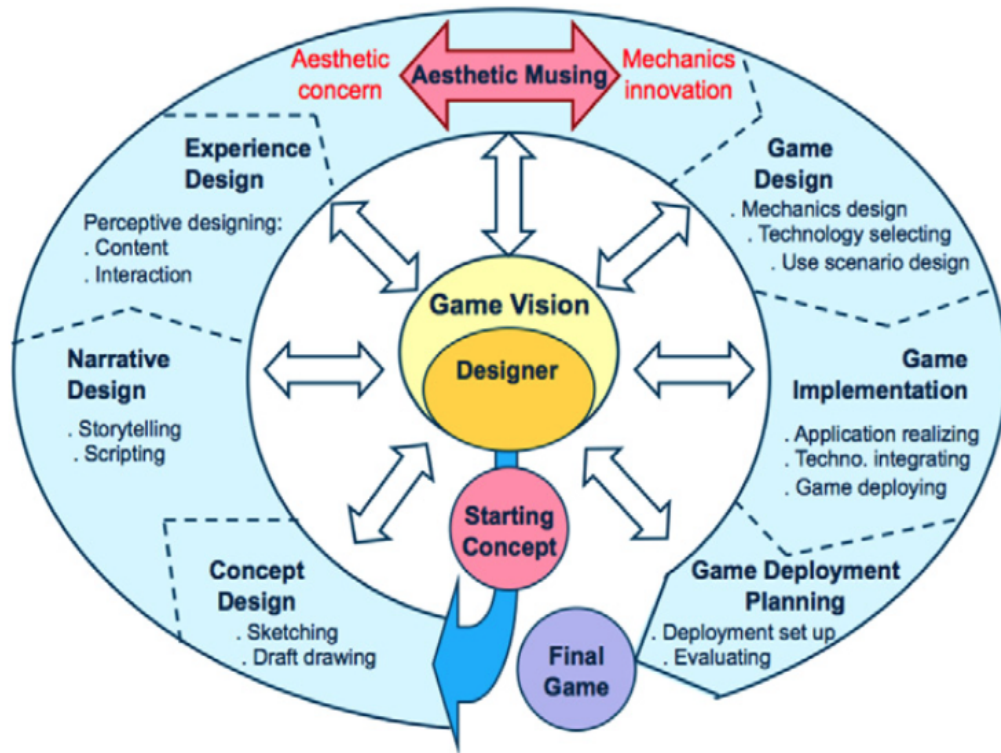 Aesthetic
concern
Aesthetic Musing
Mechanics
innovation
Experience
Design
Perceptive designing:
. Content
. Interaction
Game
Design
. Mechanics design
. Technology selecting
. Use scenario design
Game Vision
Designer
Narrative
Design
. Storytelling
. Scripting
Game
Implementation
. Application realizing
. Techno. integrating
. Game deploying
Starting
Concept
Concept
Design
. Sketching
. Draft drawing
Game Deployment
Planning
. Deployment set up
. Evaluating
Final
Game